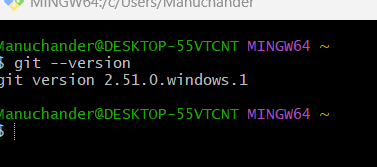 MINGW64:/c/Users/Manuchander
Manuchander@DESKTOP-55VTCNT MINGW64 ~
$ git --version
git version 2.51.0.windows.1
Manuchander@DESKTOP-55VTCNT MINGW64 ~
$